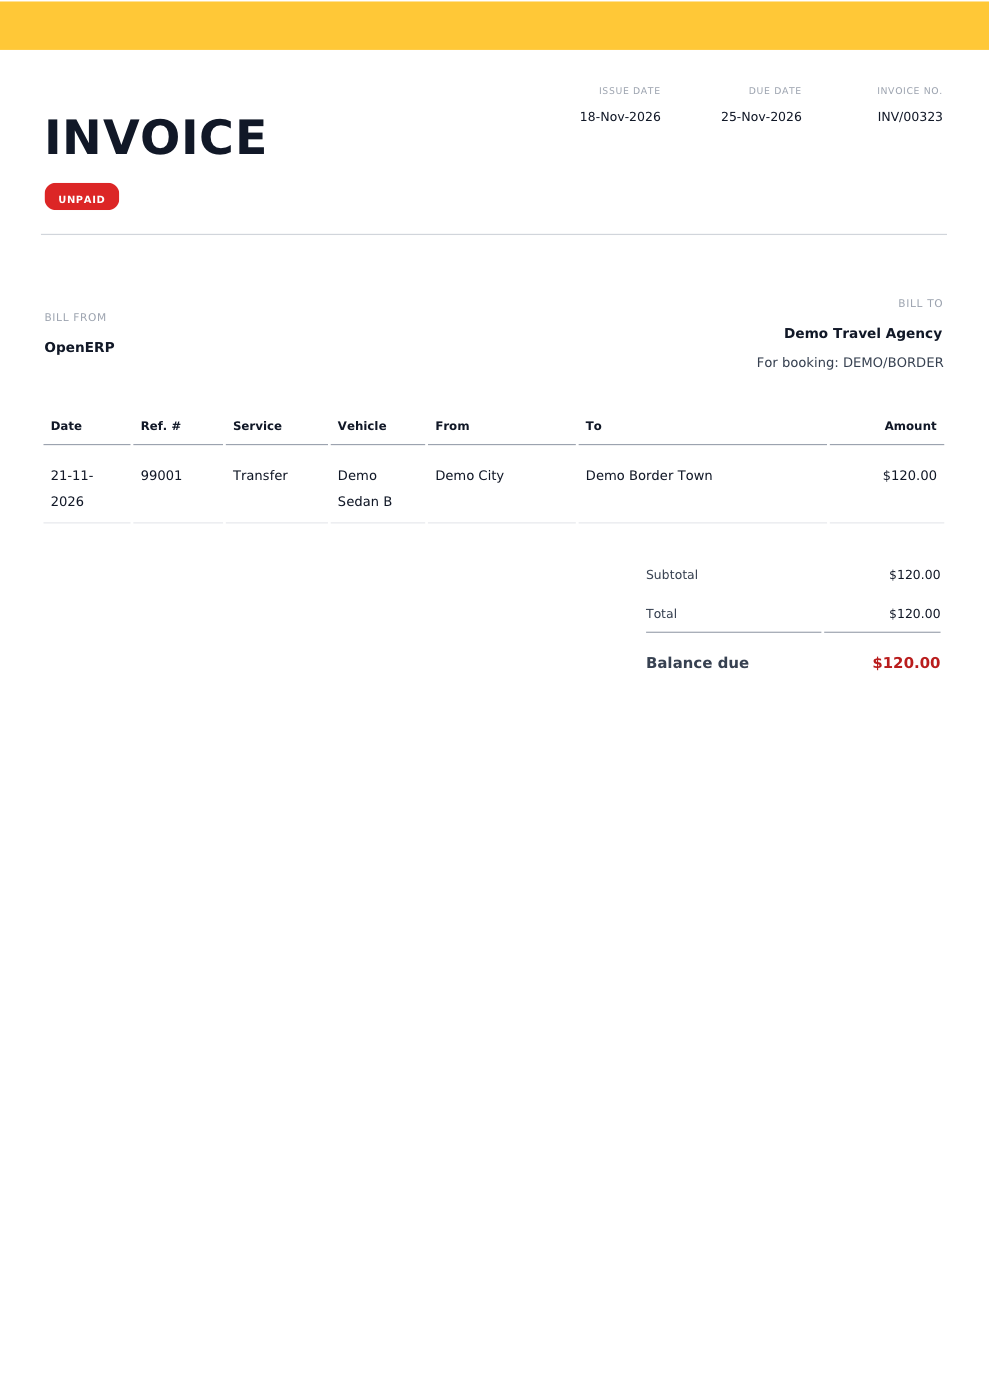 ISSUE DATE DUE DATE INVOICE NO.
18-Nov-2026 25-Nov-2026 INV/00323
INVOICE
UNPAID
BILL FROM
OpenERP
BILL TO
Demo Travel Agency
For booking: DEMO/BORDER
Date Ref. # Service Vehicle From To Amount
21-11- 99001 Transfer Demo Demo City Demo Border Town $120.00
2026 Sedan B
Subtotal $120.00
Total $120.00
Balance due $120.00